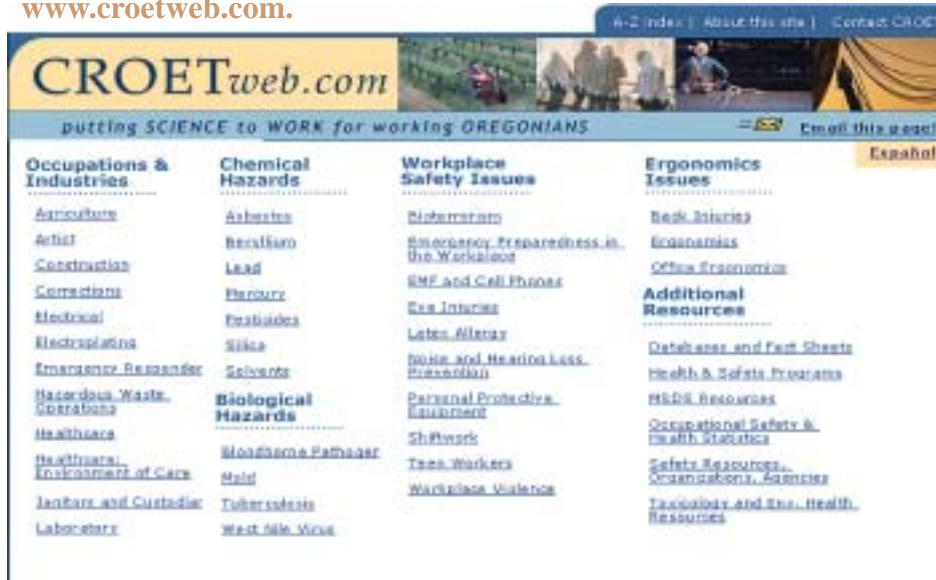 www.croetweb.com.
A-Z Index | About this site | Contact CROET
CROETweb.com
putting SCIENCE to WORK for working OREGONIANS
Email this page!
Español
Occupations &
Industries
Agriculture
Artist
Construction
Corrections
Electrical
Electroplating
Emergency Responder
Hazardous Waste
Operations
Healthcare
Healthcare:
Environment of Care
Janitors and Custodian
Laboratory
Chemical
Hazards
Asbestos
Beryllium
Lead
Mercury
Pesticides
Silica
Solvents
Biological
Hazards
Bloodborne Pathogen
Mold
Tuberculosis
West Nile Virus
Workplace
Safety Issues
Bioterrorism
Emergency Preparedness in
the Workplace
EMF and Cell Phones
Eye Injuries
Latex Allergy
Noise and Hearing Loss
Prevention
Personal Protective
Equipment
Shiftwork
Teen Workers
Workplace Violence
Ergonomics
Issues
Back Injuries
Ergonomics
Office Ergonomics
Additional
Resources
Databases and Fact Sheets
Health & Safety Programs
MSDS Resources
Occupational Safety &
Health Statistics
Safety Resources,
Organizations, Agencies
Toxicology and Env. Health
Resources